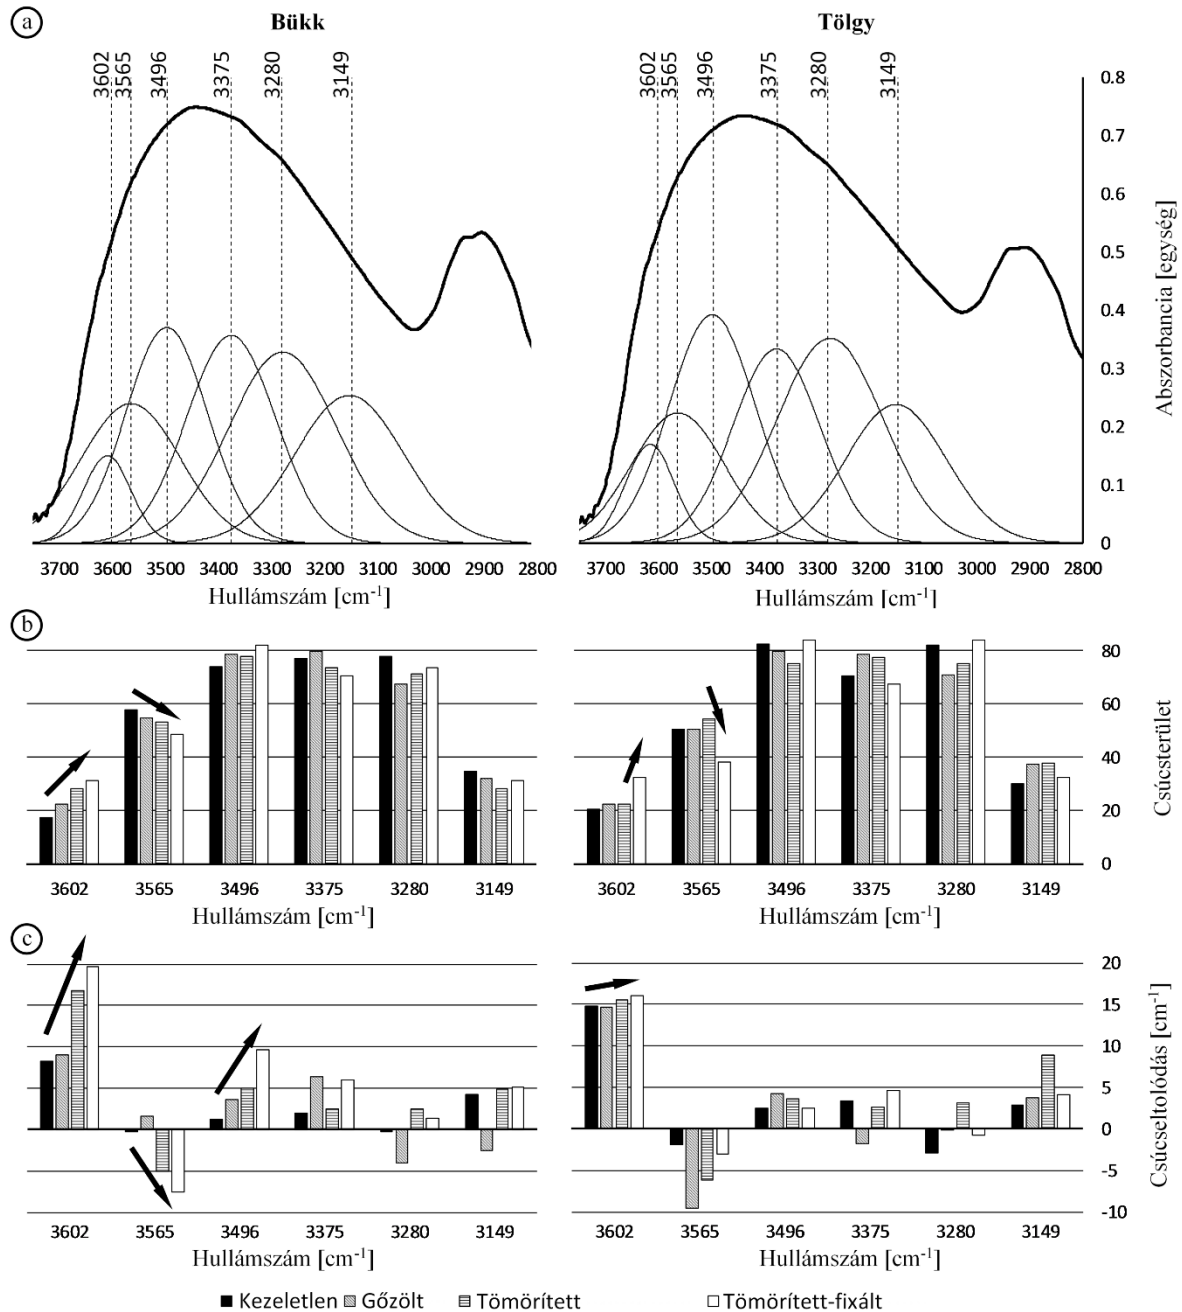 a
Bükk
Tölgy
3602 3565 3496 3375 3280 3149
3602 3565 3496 3375 3280 3149
0.8
0.7
0.6
0.5
0.4
0.3
0.2
0.1
0
Abszorbancia [egység]
3700 3600 3500 3400 3300 3200 3100 3000 2900 2800
3700 3600 3500 3400 3300 3200 3100 3000 2900 2800
Hullámszám [cm⁻¹]
Hullámszám [cm⁻¹]
b
80
60
40
20
0
Csúcsterület
3602 3565 3496 3375 3280 3149
3602 3565 3496 3375 3280 3149
Hullámszám [cm⁻¹]
Hullámszám [cm⁻¹]
c
20
15
10
5
0
-5
-10
Csúcseltolódás [cm⁻¹]
3602 3565 3496 3375 3280 3149
3602 3565 3496 3375 3280 3149
Hullámszám [cm⁻¹]
Hullámszám [cm⁻¹]
Kezeletlen Gőzölt Tömörített Tömörített-fixált